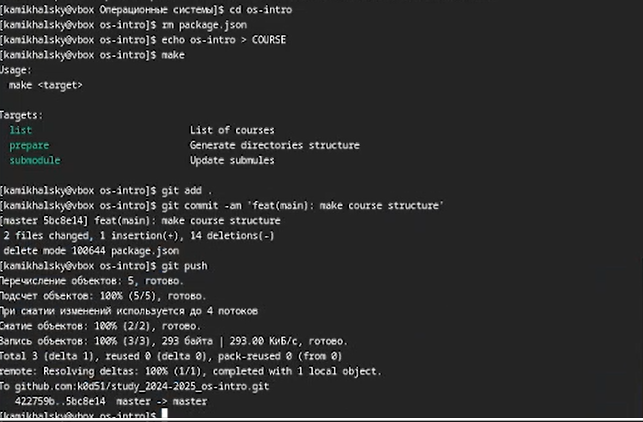 [kamikhalsky@vbox Операционные системы]$ cd os-intro
[kamikhalsky@vbox os-intro]$ rm package.json
[kamikhalsky@vbox os-intro]$ echo os-intro > COURSE
[kamikhalsky@vbox os-intro]$ make
Usage:
make <target>
Targets:
list List of courses
prepare Generate directories structure
submodule Update submules
[kamikhalsky@vbox os-intro]$ git add .
[kamikhalsky@vbox os-intro]$ git commit -am 'feat(main): make course structure'
[master 5bc8e14] feat(main): make course structure
2 files changed, 1 insertion(+), 14 deletions(-)
delete mode 100644 package.json
[kamikhalsky@vbox os-intro]$ git push
Перечисление объектов: 5, готово.
Подсчет объектов: 100% (5/5), готово.
При сжатии изменений используется до 4 потоков
Сжатие объектов: 100% (2/2), готово.
Запись объектов: 100% (3/3), 293 байта | 293.00 КиБ/с, готово.
Total 3 (delta 1), reused 0 (delta 0), pack-reused 0 (from 0)
remote: Resolving deltas: 100% (1/1), completed with 1 local object.
To github.com:k0d51/study_2024-2025_os-intro.git
422759b..5bc8e14 master -> master
[kamikhalsky@vbox os-intro]$